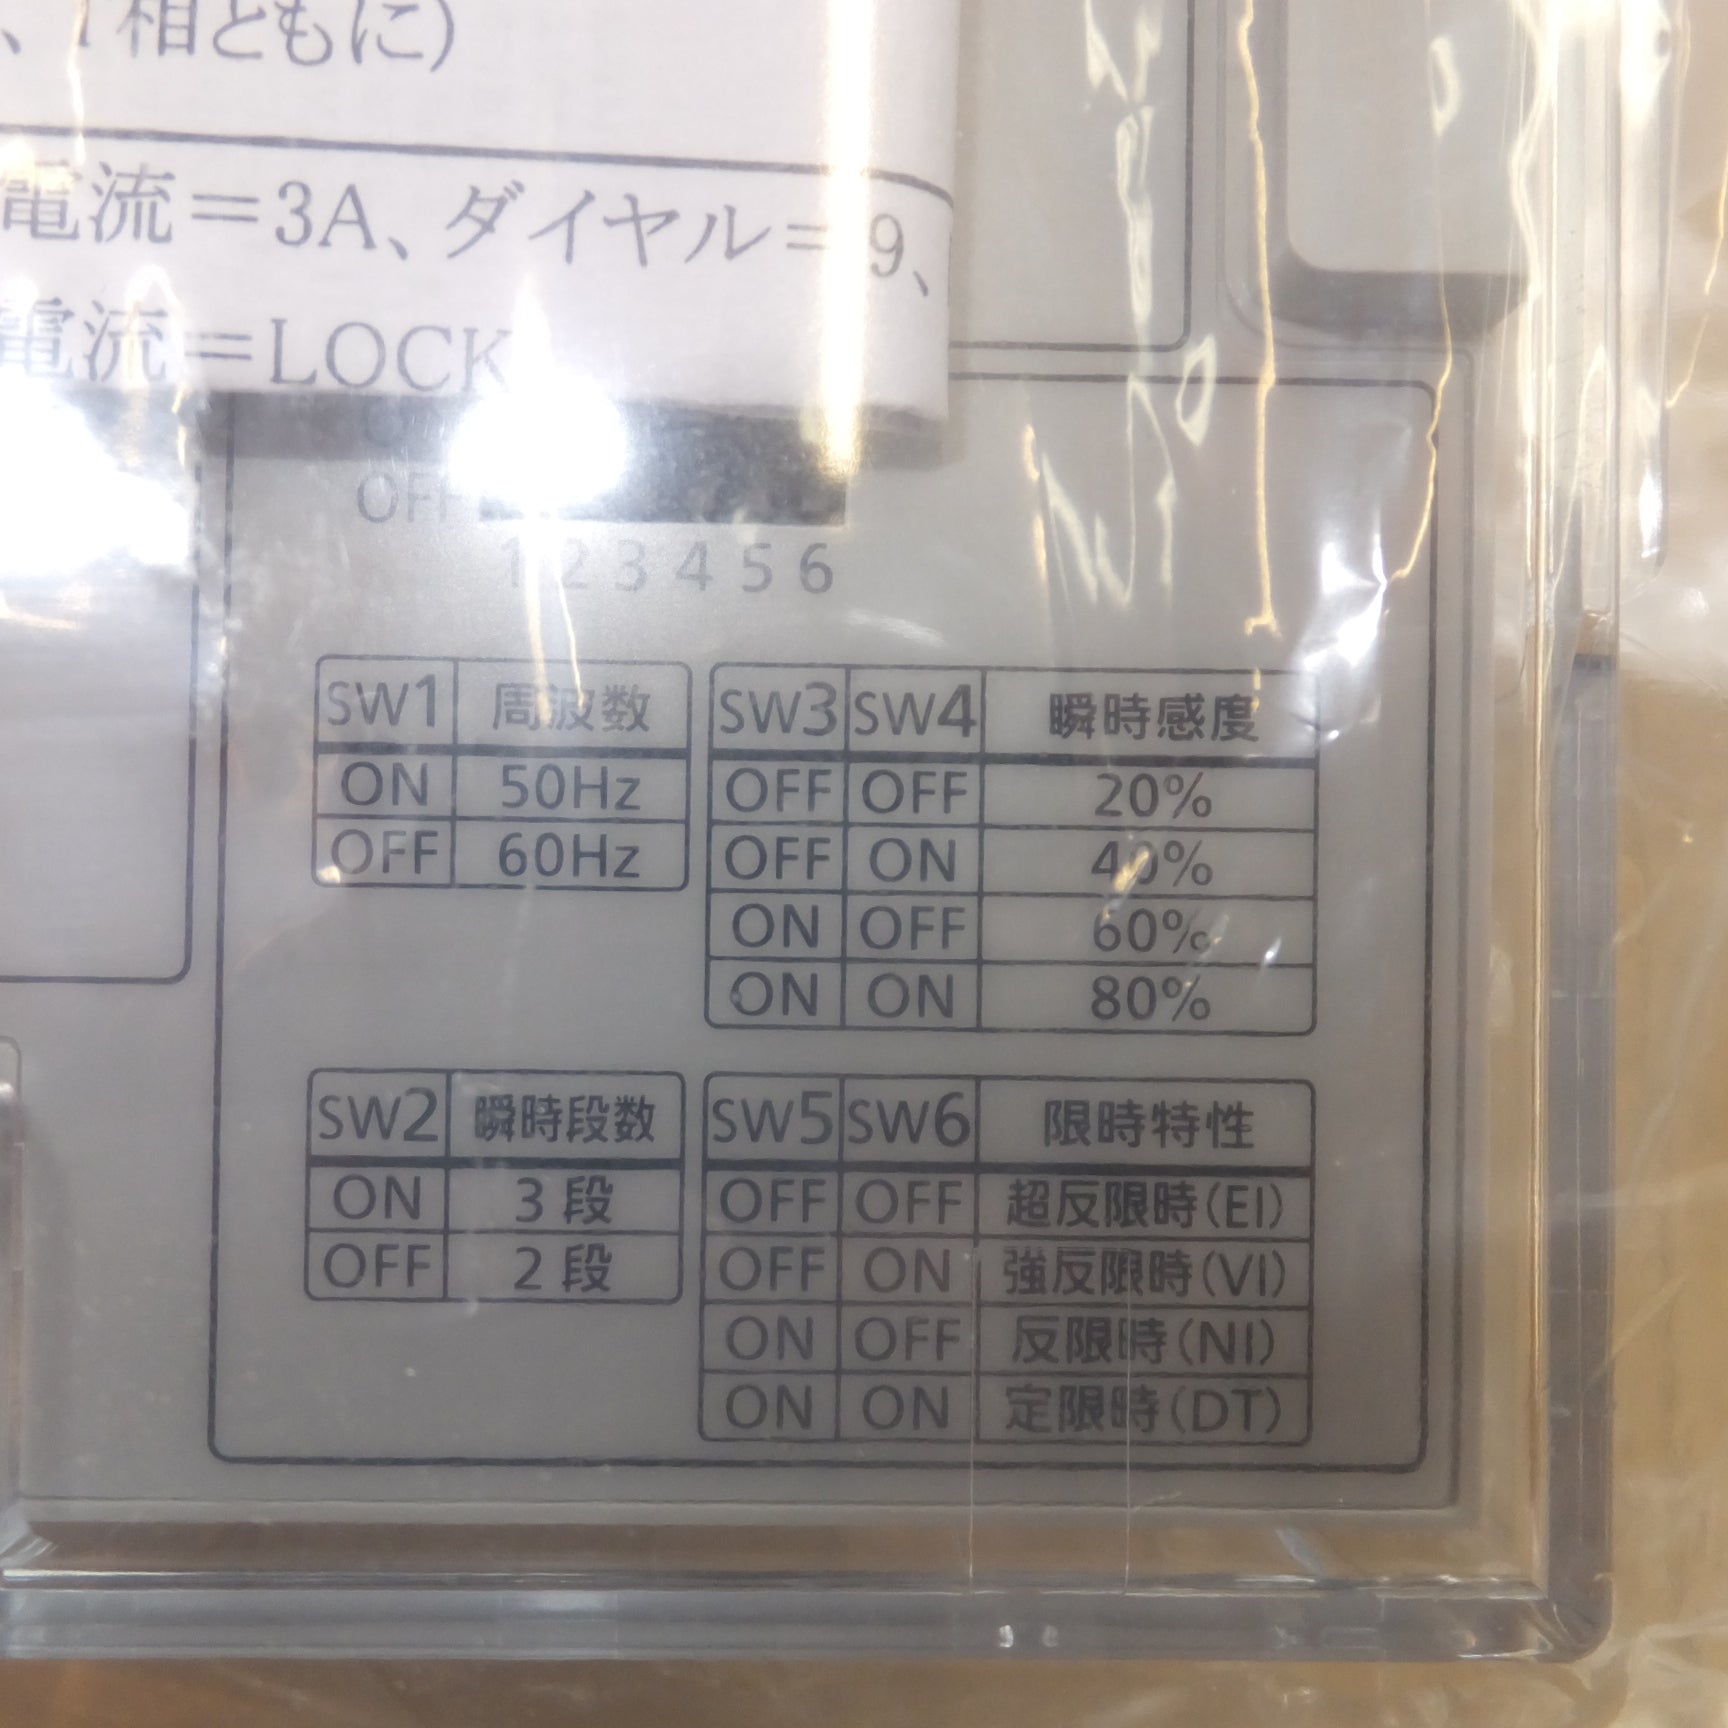 、T相ともに)
電流=3A、ダイヤル=9、
電流=LOCK
OFF
1 2 3 4 5 6
SW1 周波数
ON 50Hz
OFF 60Hz
SW3 SW4 瞬時感度
OFF OFF 20%
OFF ON 40%
ON OFF 60%
ON ON 80%
SW2 瞬時段数
ON 3段
OFF 2段
SW5 SW6 限時特性
OFF OFF 超反限時(EI)
OFF ON 強反限時(VI)
ON OFF 反限時(NI)
ON ON 定限時(DT)